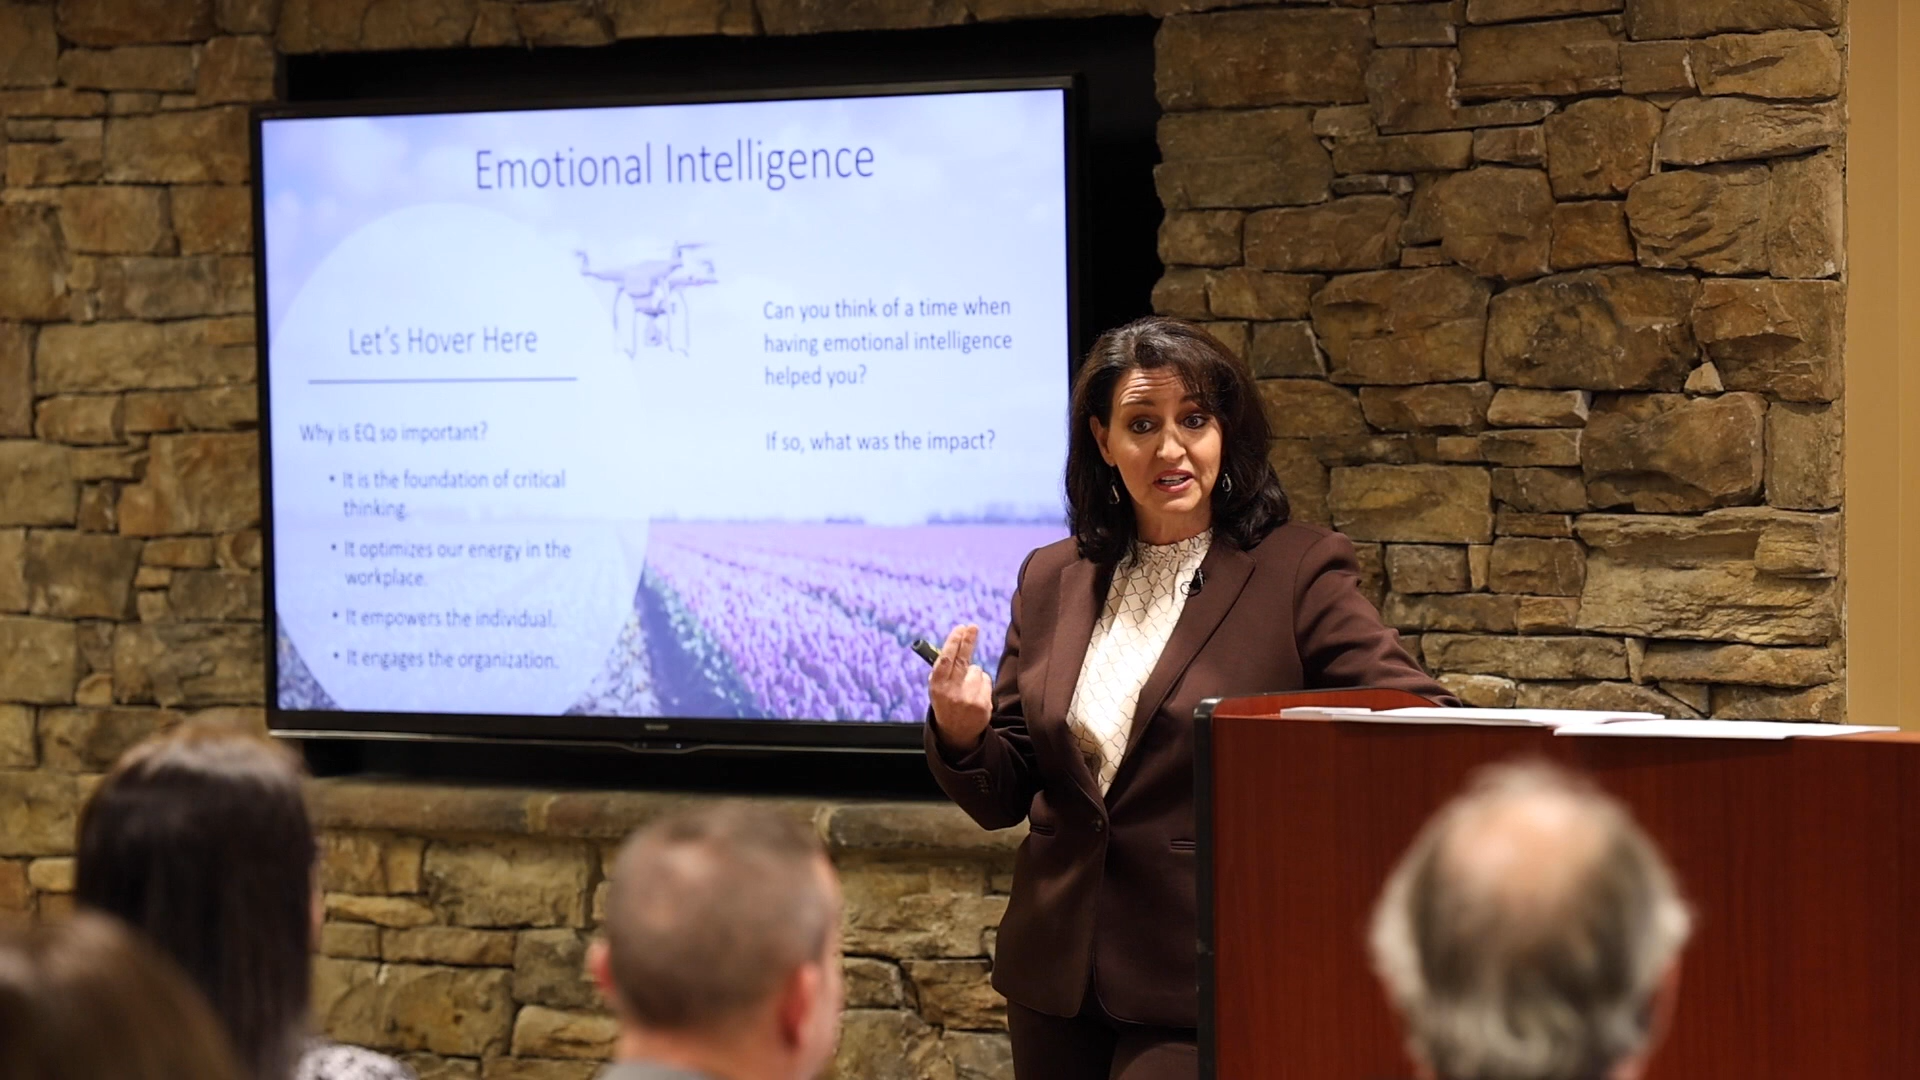 Emotional Intelligence
Let's Hover Here
Why is EQ so important?
• It is the foundation of critical
thinking.
• It optimizes our energy in the
workplace.
• It empowers the individual.
• It engages the organization.
Can you think of a time when
having emotional intelligence
helped you?
If so, what was the impact?